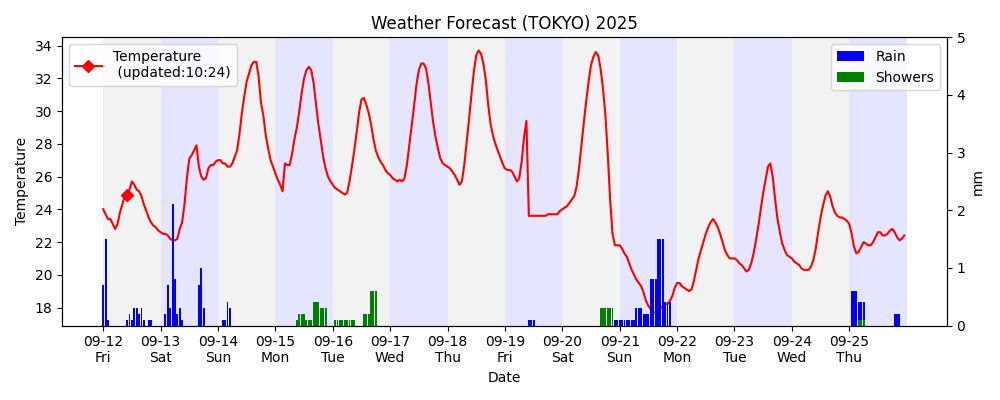 Weather Forecast (TOKYO) 2025
Temperature
(updated:10:24)
Rain
Showers
34
32
30
28
26
24
22
20
18
Temperature
5
4
3
2
1
0
mm
09-12 09-13 09-14 09-15 09-16 09-17 09-18 09-19 09-20 09-21 09-22 09-23 09-24 09-25
Fri Sat Sun Mon Tue Wed Thu Fri Sat Sun Mon Tue Wed Thu
Date